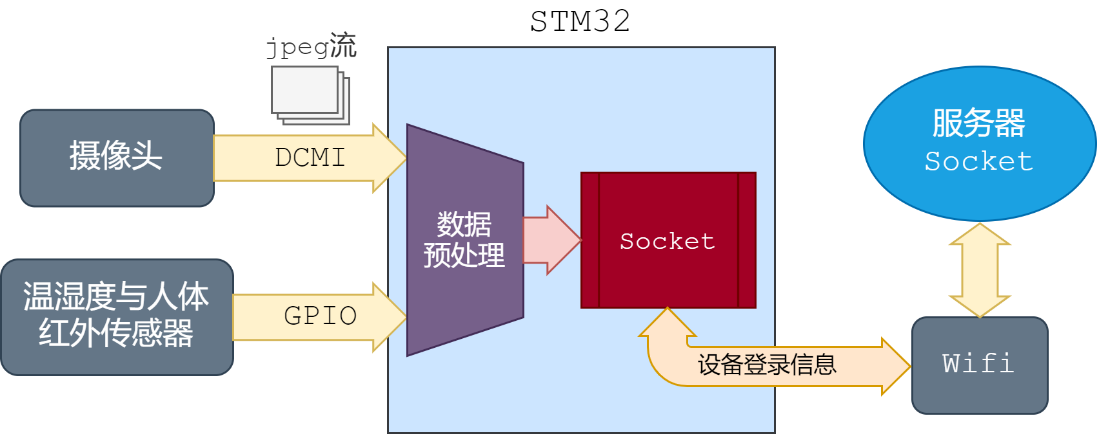 STM32
jpeg流
摄像头
DCMI
服务器
Socket
数据
预处理
Socket
温湿度与人体
红外传感器
GPIO
设备登录信息
Wifi